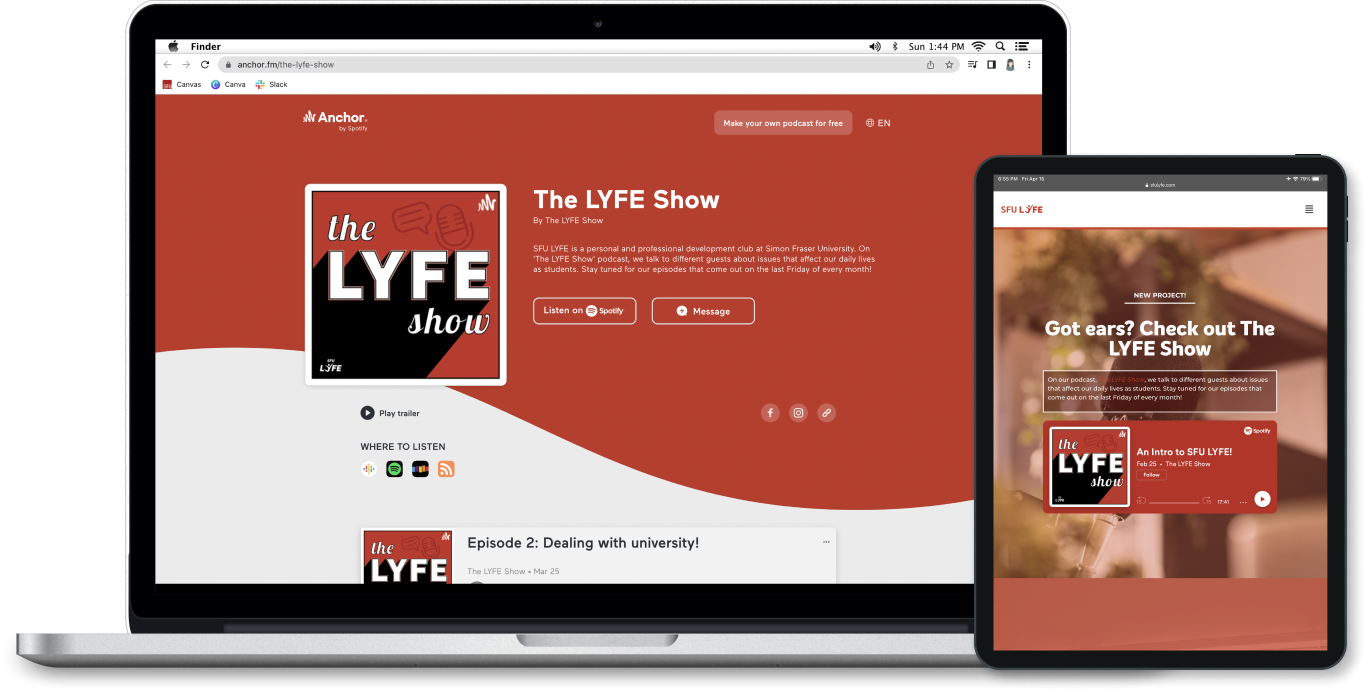 Finder
Sun 1:44 PM
anchor.fm/the-lyfe-show
Canvas Canva Slack
Anchor
by Spotify
Make your own podcast for free
EN
the
LYFE
show
SFU
LYFE
The LYFE Show
By The LYFE Show
SFU LYFE is a personal and professional development club at Simon Fraser University. On
'The LYFE Show' podcast, we talk to different guests about issues that affect our daily lives
as students. Stay tuned for our episodes that come out on the last Friday of every month!
Listen on Spotify
Message
Play trailer
WHERE TO LISTEN
the
LYFE
Episode 2: Dealing with university!
The LYFE Show • Mar 25
6:55 PM Fri Apr 15
sfulyfe.com
79%
SFU LYFE
NEW PROJECT!
Got ears? Check out The
LYFE Show
On our podcast, The LYFE Show, we talk to different guests about issues
that affect our daily lives as students. Stay tuned for our episodes that
come out on the last Friday of every month!
Spotify
the
LYFE
show
LYFE
An Intro to SFU LYFE!
Feb 25 • The LYFE Show
Follow
15
15
17:41